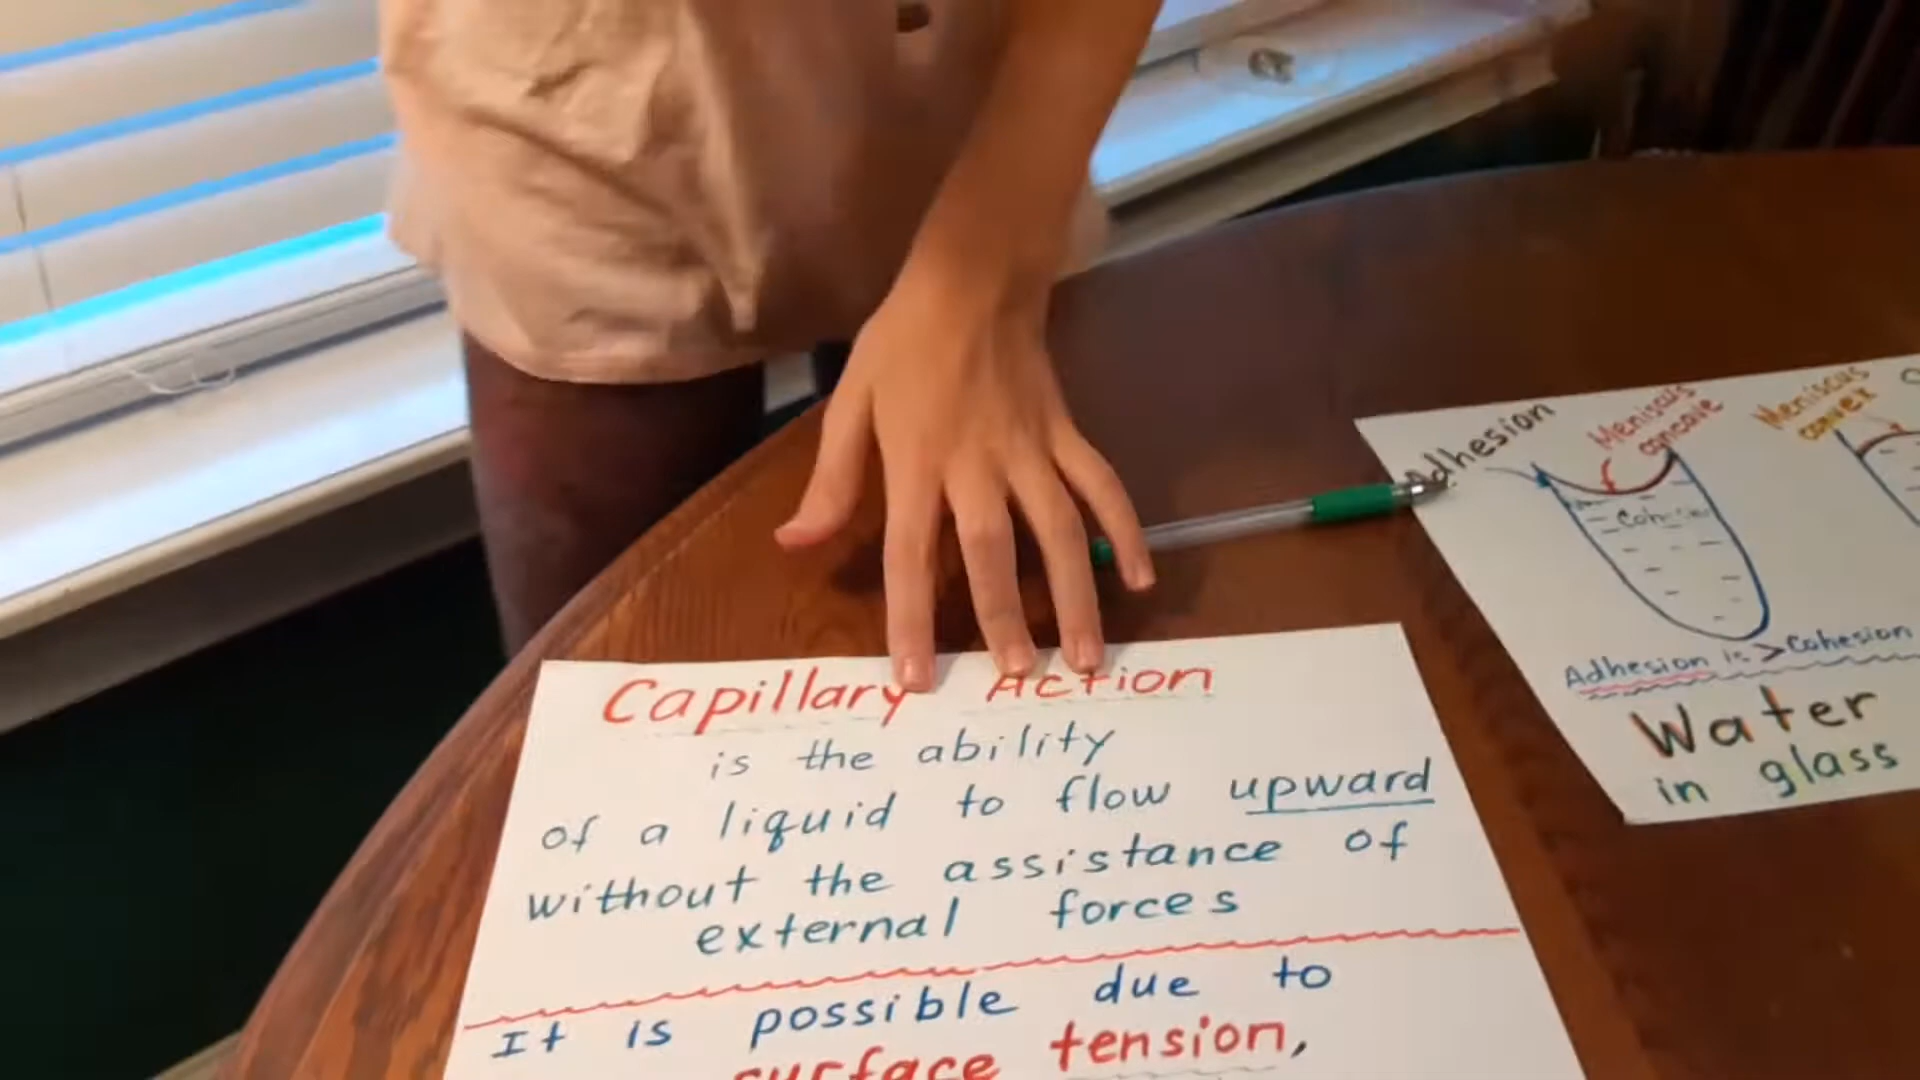 Capillary Action
is the ability
of a liquid to flow upward
without the assistance of
external forces
It is possible due to
surface tension,
Adhesion
Meniscus
concave
Meniscus
convex
Adhesion is > Cohesion
Water
in glass